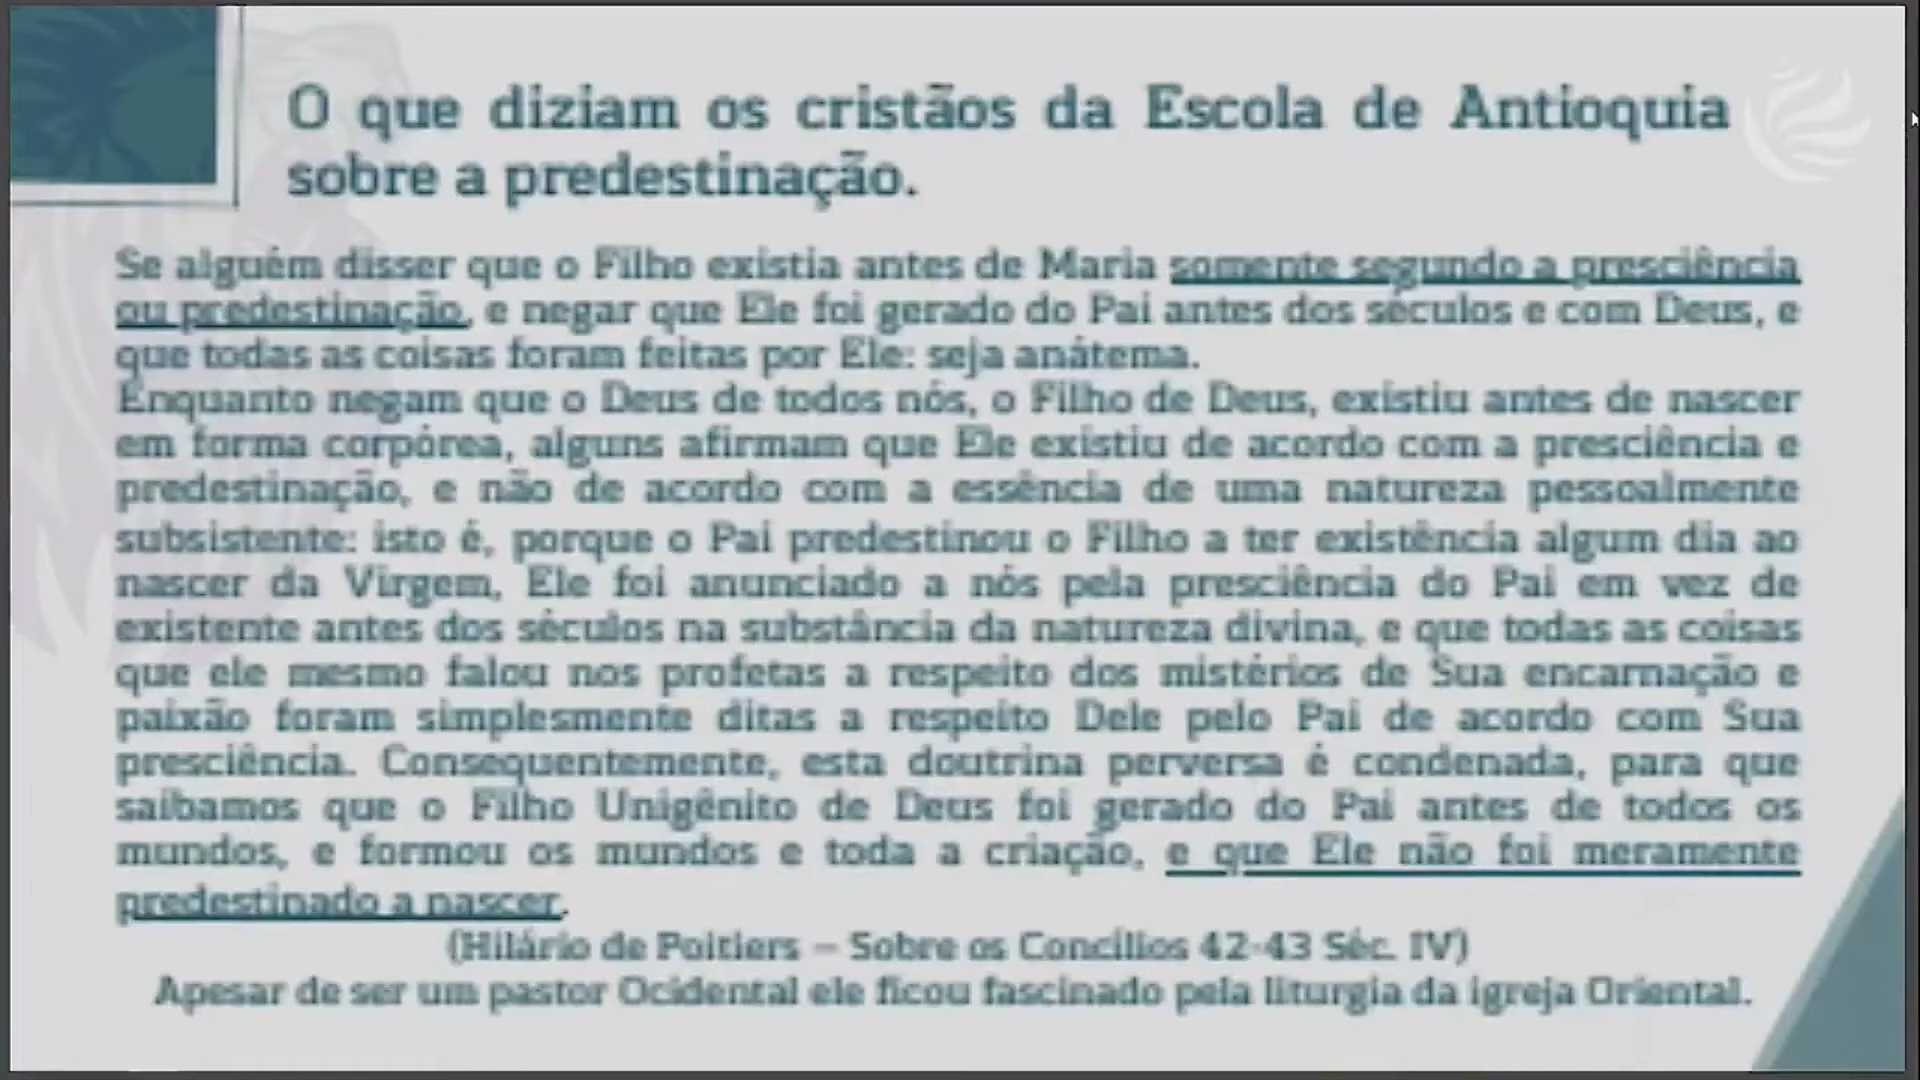 O que diziam os cristãos da Escola de Antioquia
sobre a predestinação.
Se alguém disser que o Filho existia antes de Maria somente segundo a presciência
ou predestinação, e negar que Ele foi gerado do Pai antes dos séculos e com Deus, e
que todas as coisas foram feitas por Ele: seja anátema.
Enquanto negam que o Deus de todos nós, o Filho de Deus, existiu antes de nascer
em forma corpórea, alguns afirmam que Ele existiu de acordo com a presciência e
predestinação, e não de acordo com a essência de uma natureza pessoalmente
subsistente: isto é, porque o Pai predestinou o Filho a ter existência algum dia ao
nascer da Virgem, Ele foi anunciado a nós pela presciência do Pai em vez de
existente antes dos séculos na substância da natureza divina, e que todas as coisas
que ele mesmo falou nos profetas a respeito dos mistérios de Sua encarnação e
paixão foram simplesmente ditas a respeito Dele pelo Pai de acordo com Sua
presciência. Consequentemente, esta doutrina perversa é condenada, para que
saibamos que o Filho Unigênito de Deus foi gerado do Pai antes de todos os
mundos, e formou os mundos e toda a criação, e que Ele não foi meramente
predestinado a nascer.
(Hilário de Poitiers – Sobre os Concílios 42-43 Séc. IV)
Apesar de ser um pastor Ocidental ele ficou fascinado pela liturgia da igreja Oriental.